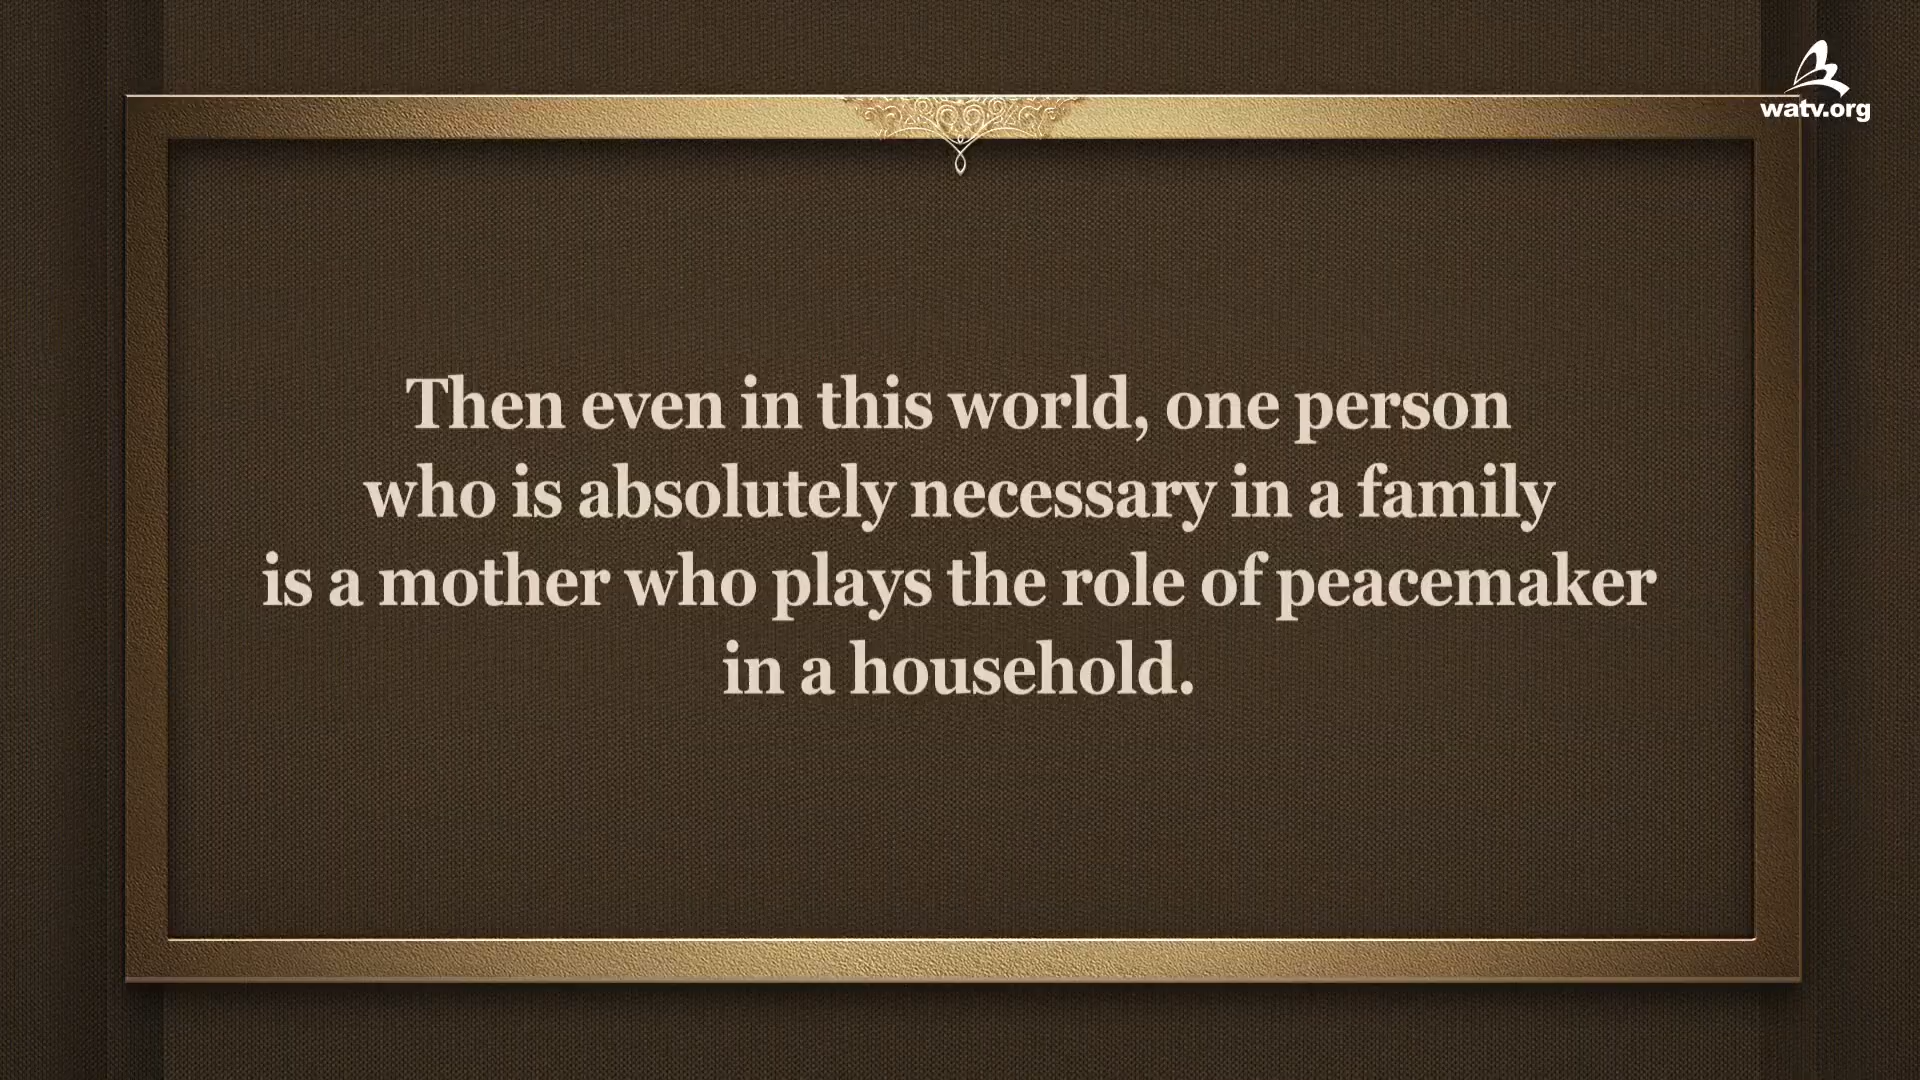 watv.org
Then even in this world, one person
who is absolutely necessary in a family
is a mother who plays the role of peacemaker
in a household.